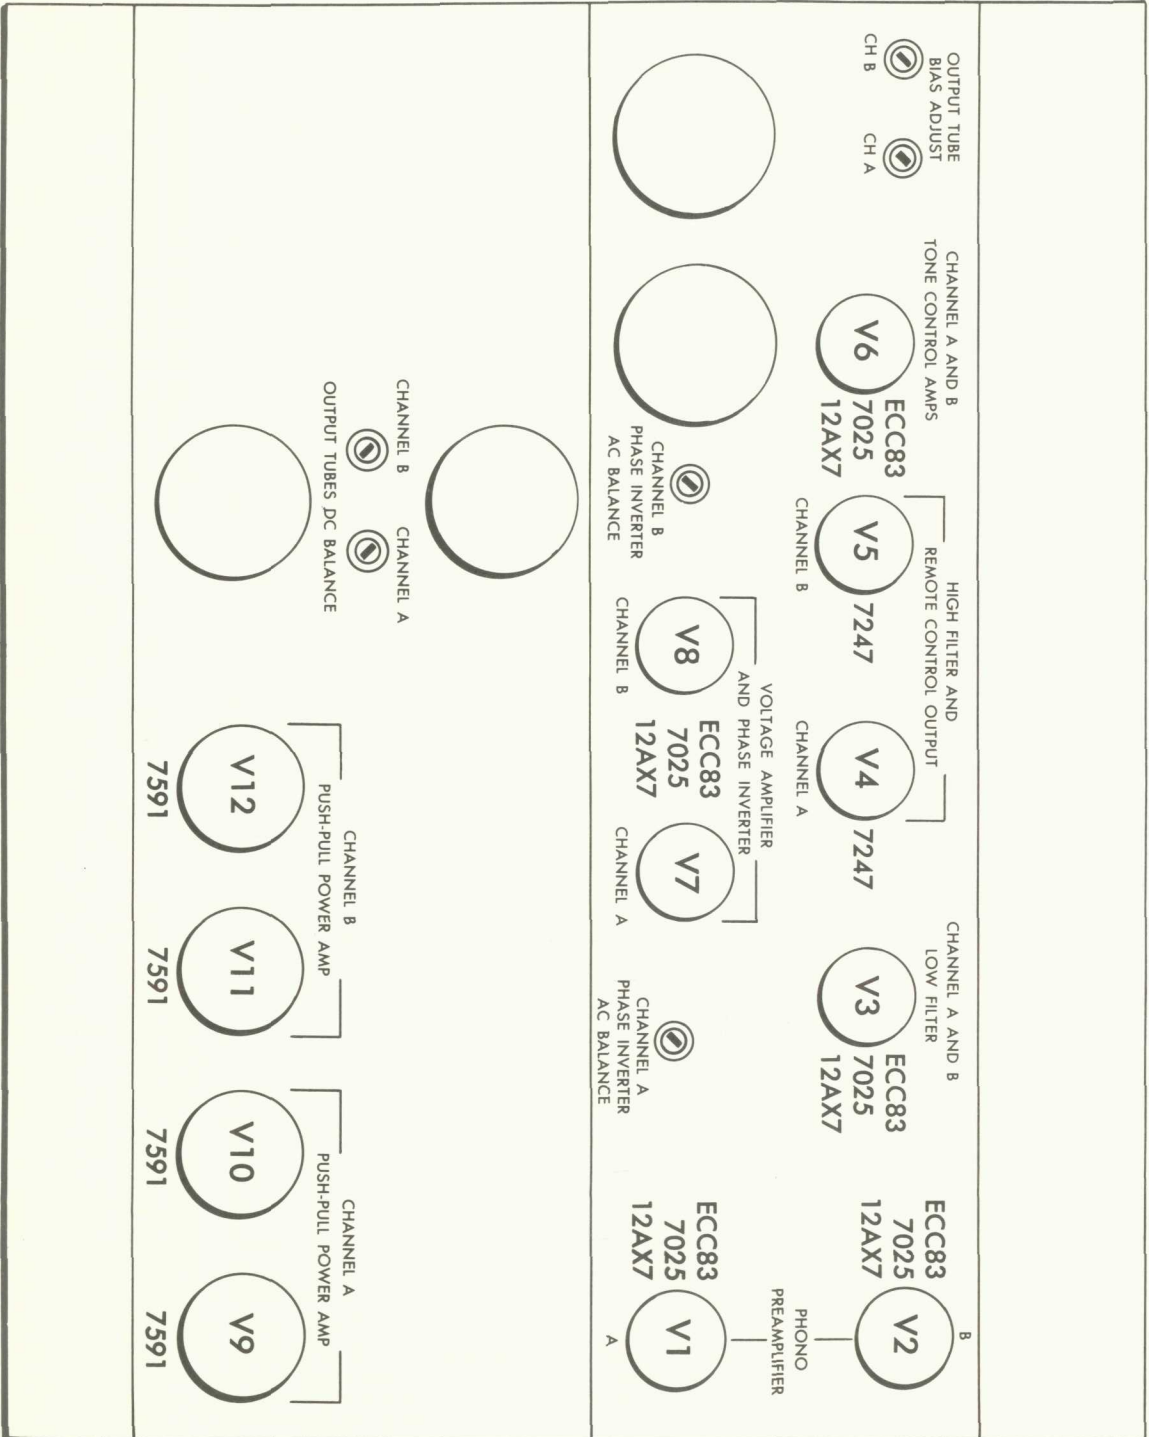 OUTPUT TUBE
BIAS ADJUST
CH B
CH A
CHANNEL A AND B
TONE CONTROL AMPS
V6
ECC83
7025
12AX7
HIGH FILTER AND
REMOTE CONTROL OUTPUT
V5
7247
CHANNEL B
V4
7247
CHANNEL A
CHANNEL A AND B
LOW FILTER
V3
ECC83
7025
12AX7
ECC83
7025
12AX7
V2
B
PHONO
PREAMPLIFIER
ECC83
7025
12AX7
V1
A
CHANNEL B
PHASE INVERTER
AC BALANCE
VOLTAGE AMPLIFIER
AND PHASE INVERTER
V8
CHANNEL B
ECC83
7025
12AX7
V7
CHANNEL A
CHANNEL A
PHASE INVERTER
AC BALANCE
CHANNEL B
CHANNEL A
OUTPUT TUBES DC BALANCE
CHANNEL B
PUSH-PULL POWER AMP
V12
7591
V11
7591
CHANNEL A
PUSH-PULL POWER AMP
V10
7591
V9
7591